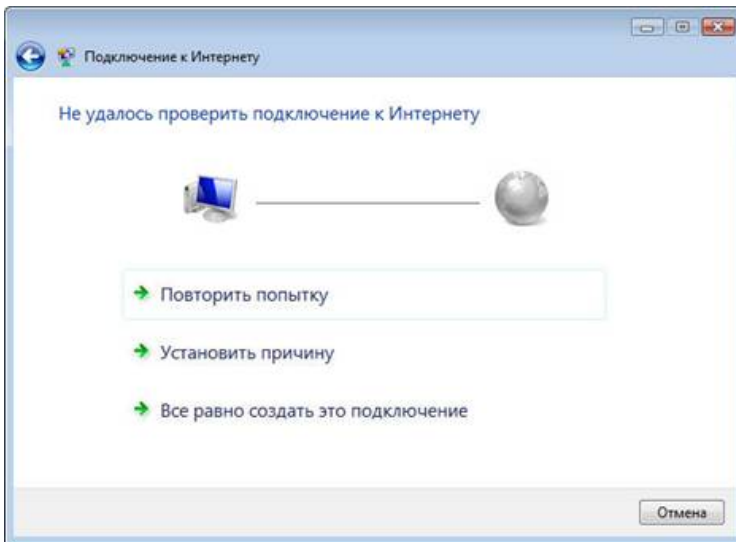 Подключение к Интернету
Не удалось проверить подключение к Интернету
Повторить попытку
Установить причину
Все равно создать это подключение
Отмена